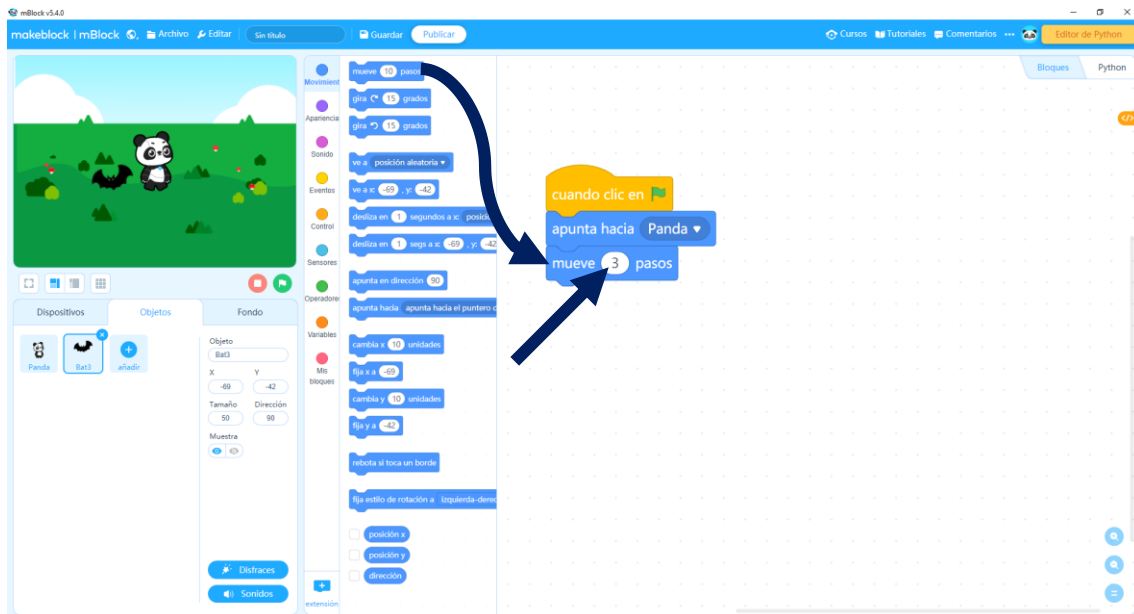 mBlock v5.4.0
makeblock | mBlock Archivo Editar Sin título Guardar Publicar Cursos Tutoriales Comentarios ••• Editor de Python
Bloques Python
Movimient
Apariencia
Sonido
Eventos
Control
Sensores
Operadore
Variables
Mis
bloques
extensión
mueve 10 pasos
gira 15 grados
gira 15 grados
ve a posición aleatoria
ve a x: -69 , y: -42
desliza en 1 segundos a x: posició
desliza en 1 segs a x: -69 , y: -42
apunta en dirección 90
apunta hacia apunta hacia el puntero d
cambia x 10 unidades
fija x a -69
cambia y 10 unidades
fija y a -42
rebota si toca un borde
fija estilo de rotación a izquierda-derec
posición x
posición y
dirección
cuando clic en
apunta hacia Panda
mueve 3 pasos
Dispositivos Objetos Fondo
Panda
Bat3
añadir
Objeto
Bat3
X Y
-69 -42
Tamaño Dirección
50 90
Muestra
Disfraces
Sonidos